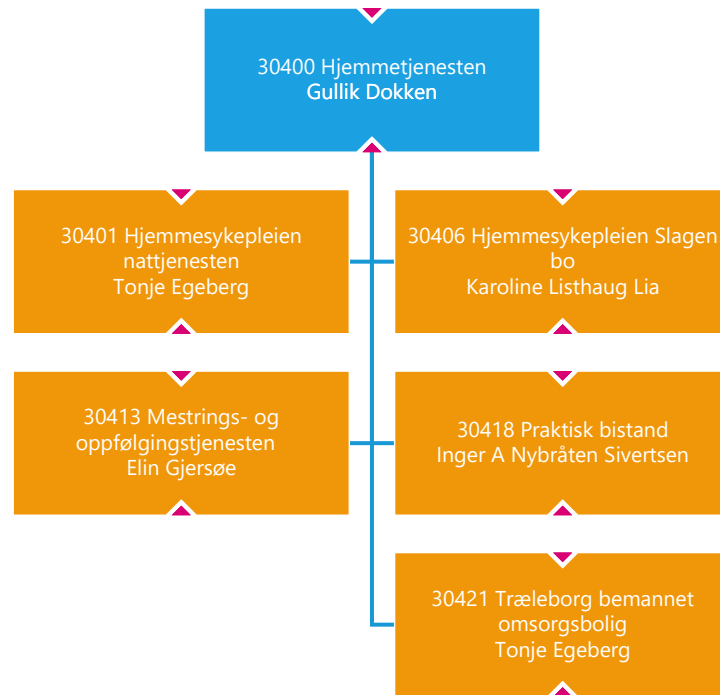 30400 Hjemmetjenesten
Gullik Dokken
30401 Hjemmesykepleien
nattjenesten
Tonje Egeberg
30406 Hjemmesykepleien Slagen
bo
Karoline Listhaug Lia
30413 Mestrings- og
oppfølgingstjenesten
Elin Gjersøe
30418 Praktisk bistand
Inger A Nybråten Sivertsen
30421 Træleborg bemannet
omsorgsbolig
Tonje Egeberg